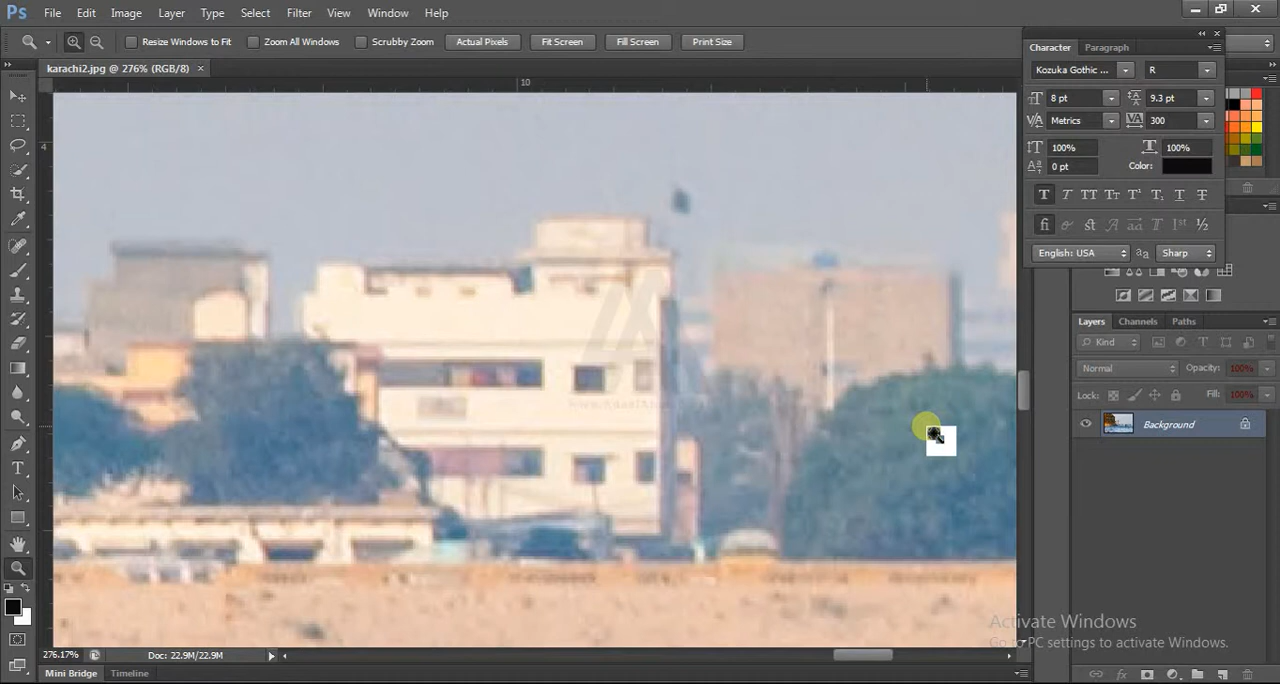 Ps File Edit Image Layer Type Select Filter View Window Help
Resize Windows to Fit Zoom All Windows Scrubby Zoom Actual Pixels Fit Screen Fill Screen Print Size
karachi2.jpg @ 276% (RGB/8) ×
10
4
Character Paragraph
Kozuka Gothic ... R
8 pt 9.3 pt
Metrics 300
100% 100%
0 pt Color:
English: USA Sharp
Layers Channels Paths
Kind
Normal Opacity: 100%
Lock: Fill: 100%
Background
Activate Windows
Go to PC settings to activate Windows.
276.17% Doc: 22.9M/22.9M
Mini Bridge Timeline